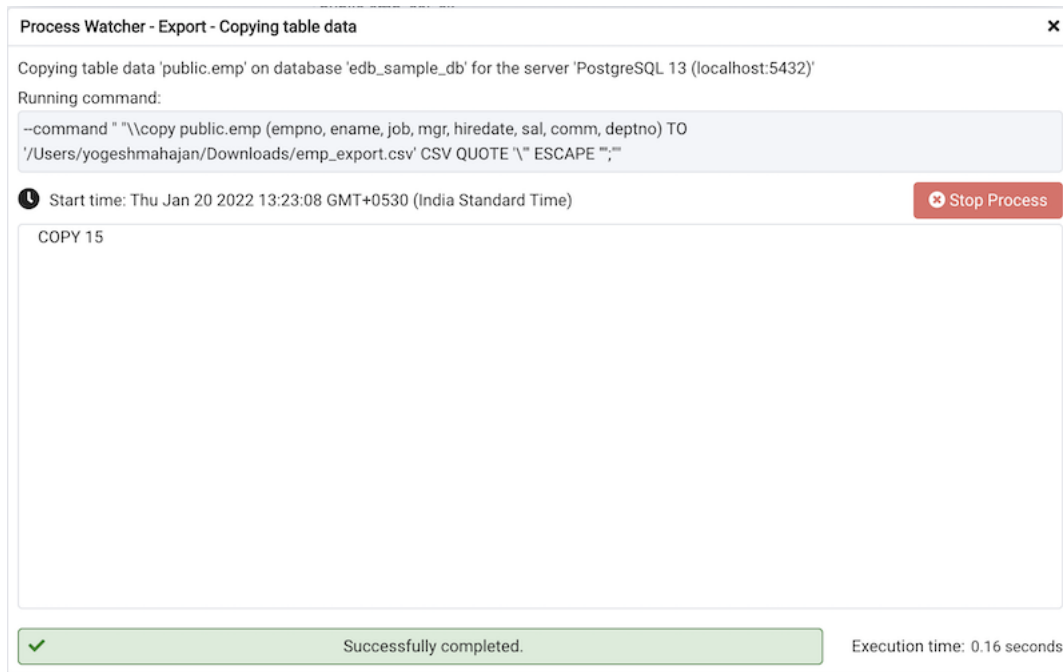 Process Watcher - Export - Copying table data
Copying table data 'public.emp' on database 'edb_sample_db' for the server 'PostgreSQL 13 (localhost:5432)'
Running command:
--command " "\\copy public.emp (empno, ename, job, mgr, hiredate, sal, comm, deptno) TO
'/Users/yogeshmahajan/Downloads/emp_export.csv' CSV QUOTE '\"' ESCAPE ''';""
Start time: Thu Jan 20 2022 13:23:08 GMT+0530 (India Standard Time)
Stop Process
COPY 15
Successfully completed.
Execution time: 0.16 seconds